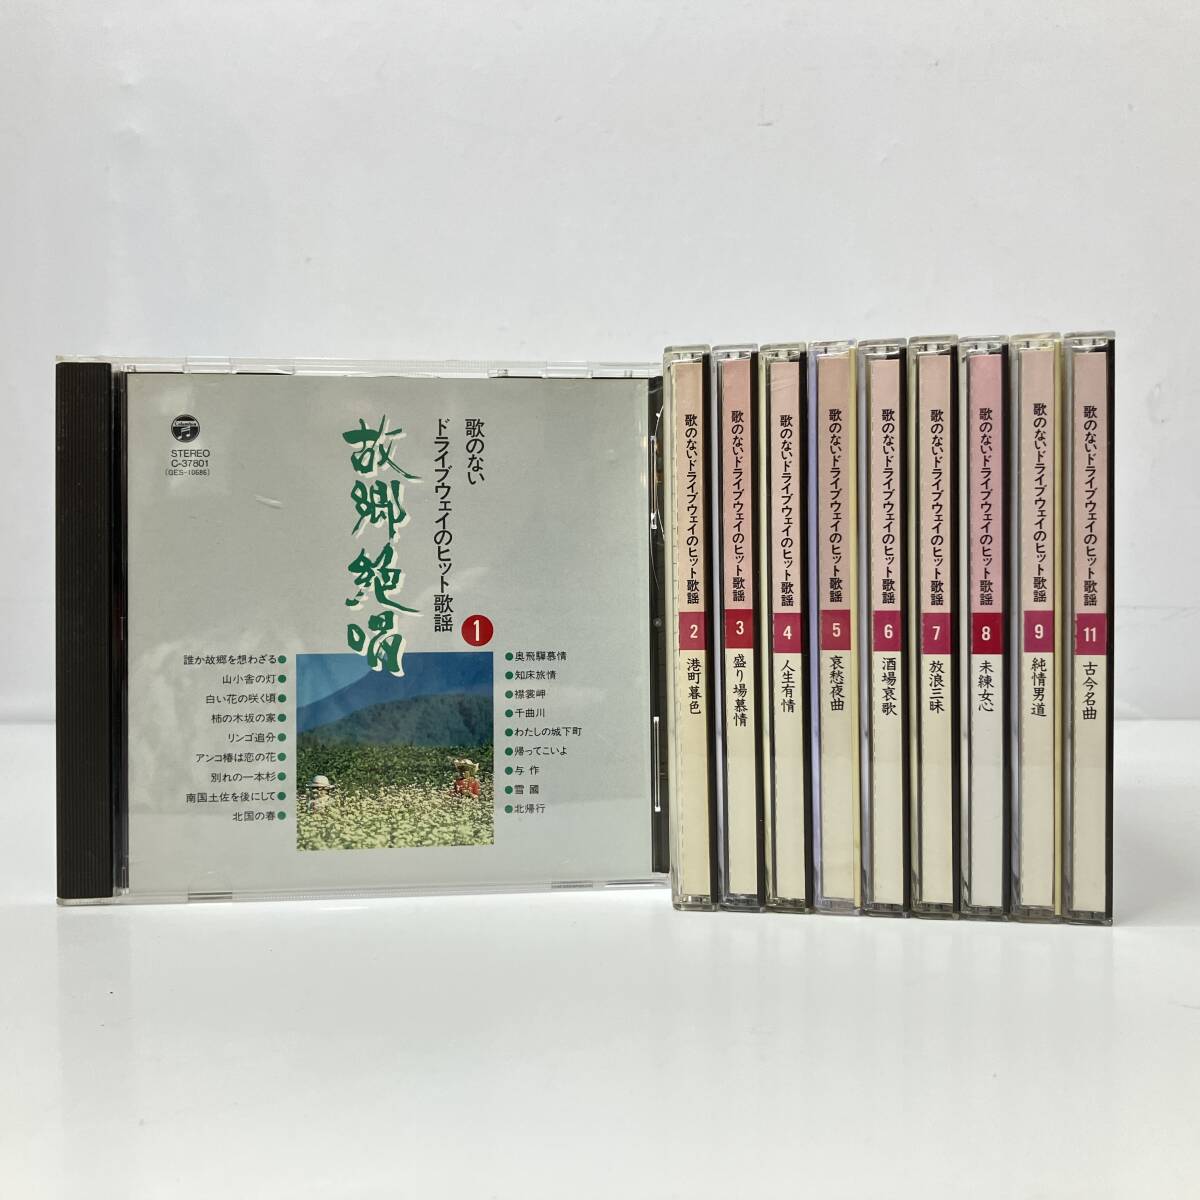 Columbia
STEREO
C-37801
(GES-10686)
歌のない
ドライブウェイのヒット歌謡
1
故郷絶唱
誰か故郷を想わざる●
山小舎の灯●
白い花の咲く頃●
柿の木坂の家●
リンゴ追分●
アンコ椿は恋の花●
別れの一本杉●
南国土佐を後にして●
北国の春●
●奥飛騨慕情
●知床旅情
●襟裳岬
●千曲川
●わたしの城下町
●帰ってこいよ
●与作
●雪國
●北帰行
歌のないドライブウェイのヒット歌謡 2 港町暮色
歌のないドライブウェイのヒット歌謡 3 盛り場慕情
歌のないドライブウェイのヒット歌謡 4 人生有情
歌のないドライブウェイのヒット歌謡 5 哀愁夜曲
歌のないドライブウェイのヒット歌謡 6 酒場哀歌
歌のないドライブウェイのヒット歌謡 7 放浪三昧
歌のないドライブウェイのヒット歌謡 8 未練女心
歌のないドライブウェイのヒット歌謡 9 純情男道
歌のないドライブウェイのヒット歌謡 11 古今名曲